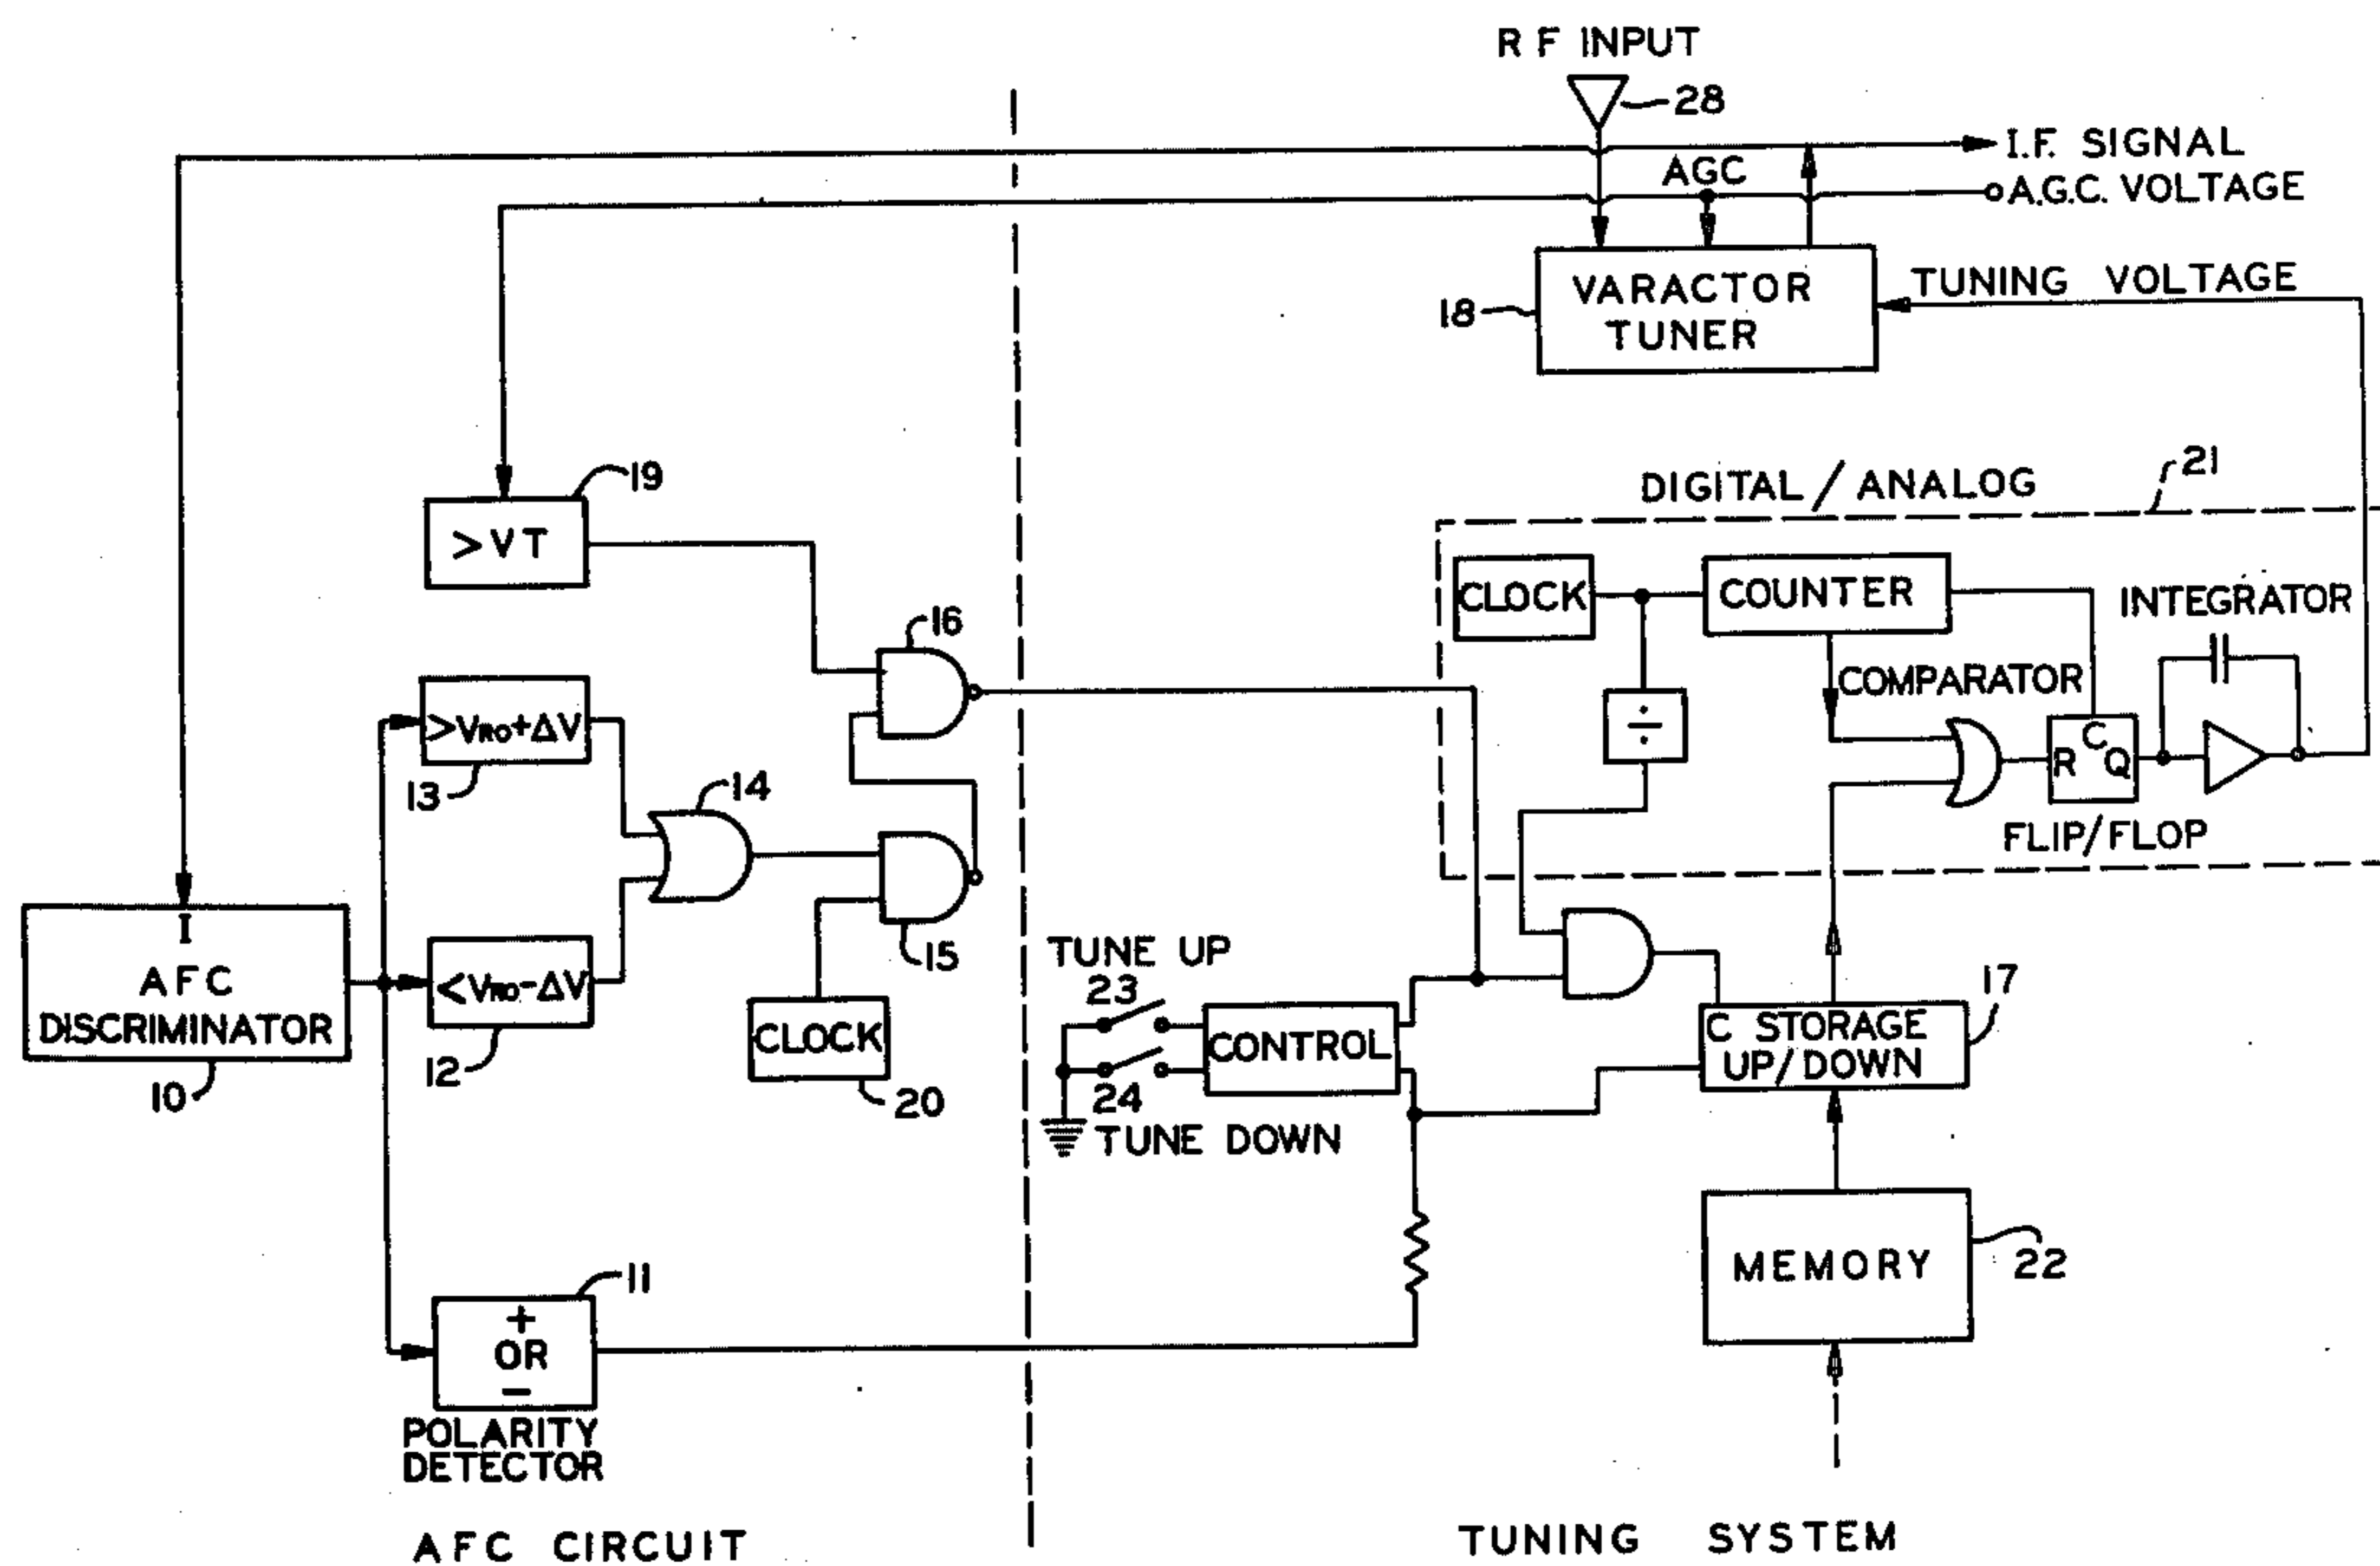 R F INPUT
28
I.F. SIGNAL
AGC
A.G.C. VOLTAGE
VARACTOR
TUNER
18
TUNING VOLTAGE
19
>VT
DIGITAL/ANALOG
21
CLOCK
COUNTER
INTEGRATOR
16
COMPARATOR
÷
>VRO+ΔV
13
14
R
C
Q
FLIP/FLOP
I
AFC
DISCRIMINATOR
10
<VRO-ΔV
12
15
CLOCK
20
TUNE UP
23
CONTROL
24
TUNE DOWN
C STORAGE
UP/DOWN
17
MEMORY
22
11
+
OR
-
POLARITY
DETECTOR
AFC CIRCUIT
TUNING SYSTEM